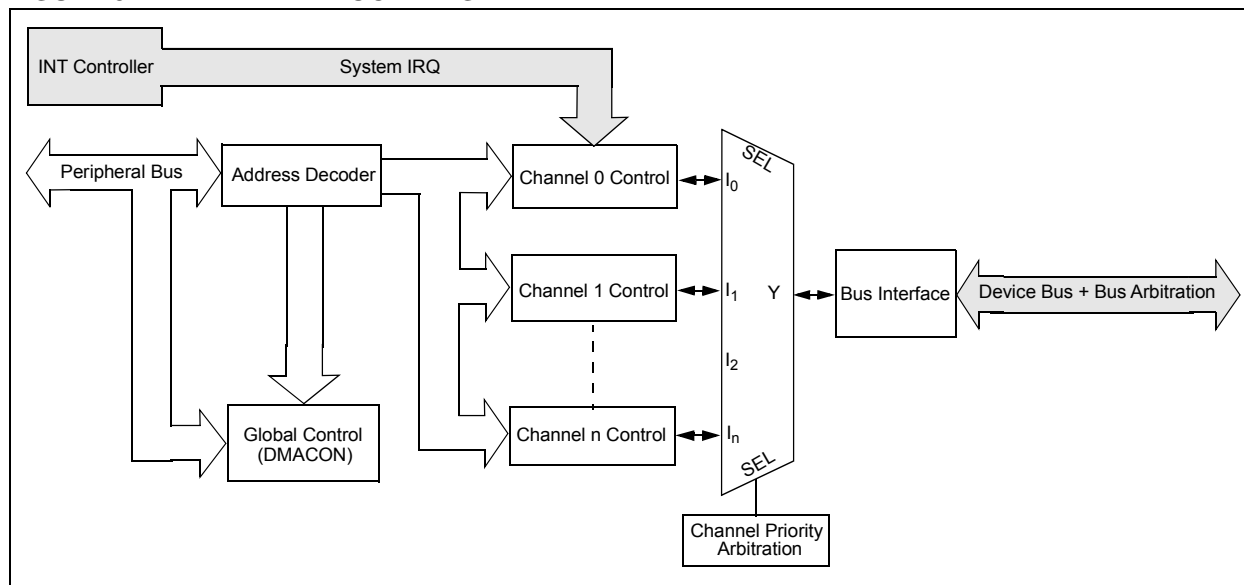 INT Controller
System IRQ
Peripheral Bus
Address Decoder
Channel 0 Control
SEL
I0
Channel 1 Control
I1
Y
Bus Interface
Device Bus + Bus Arbitration
I2
Global Control
(DMACON)
Channel n Control
In
SEL
Channel Priority
Arbitration